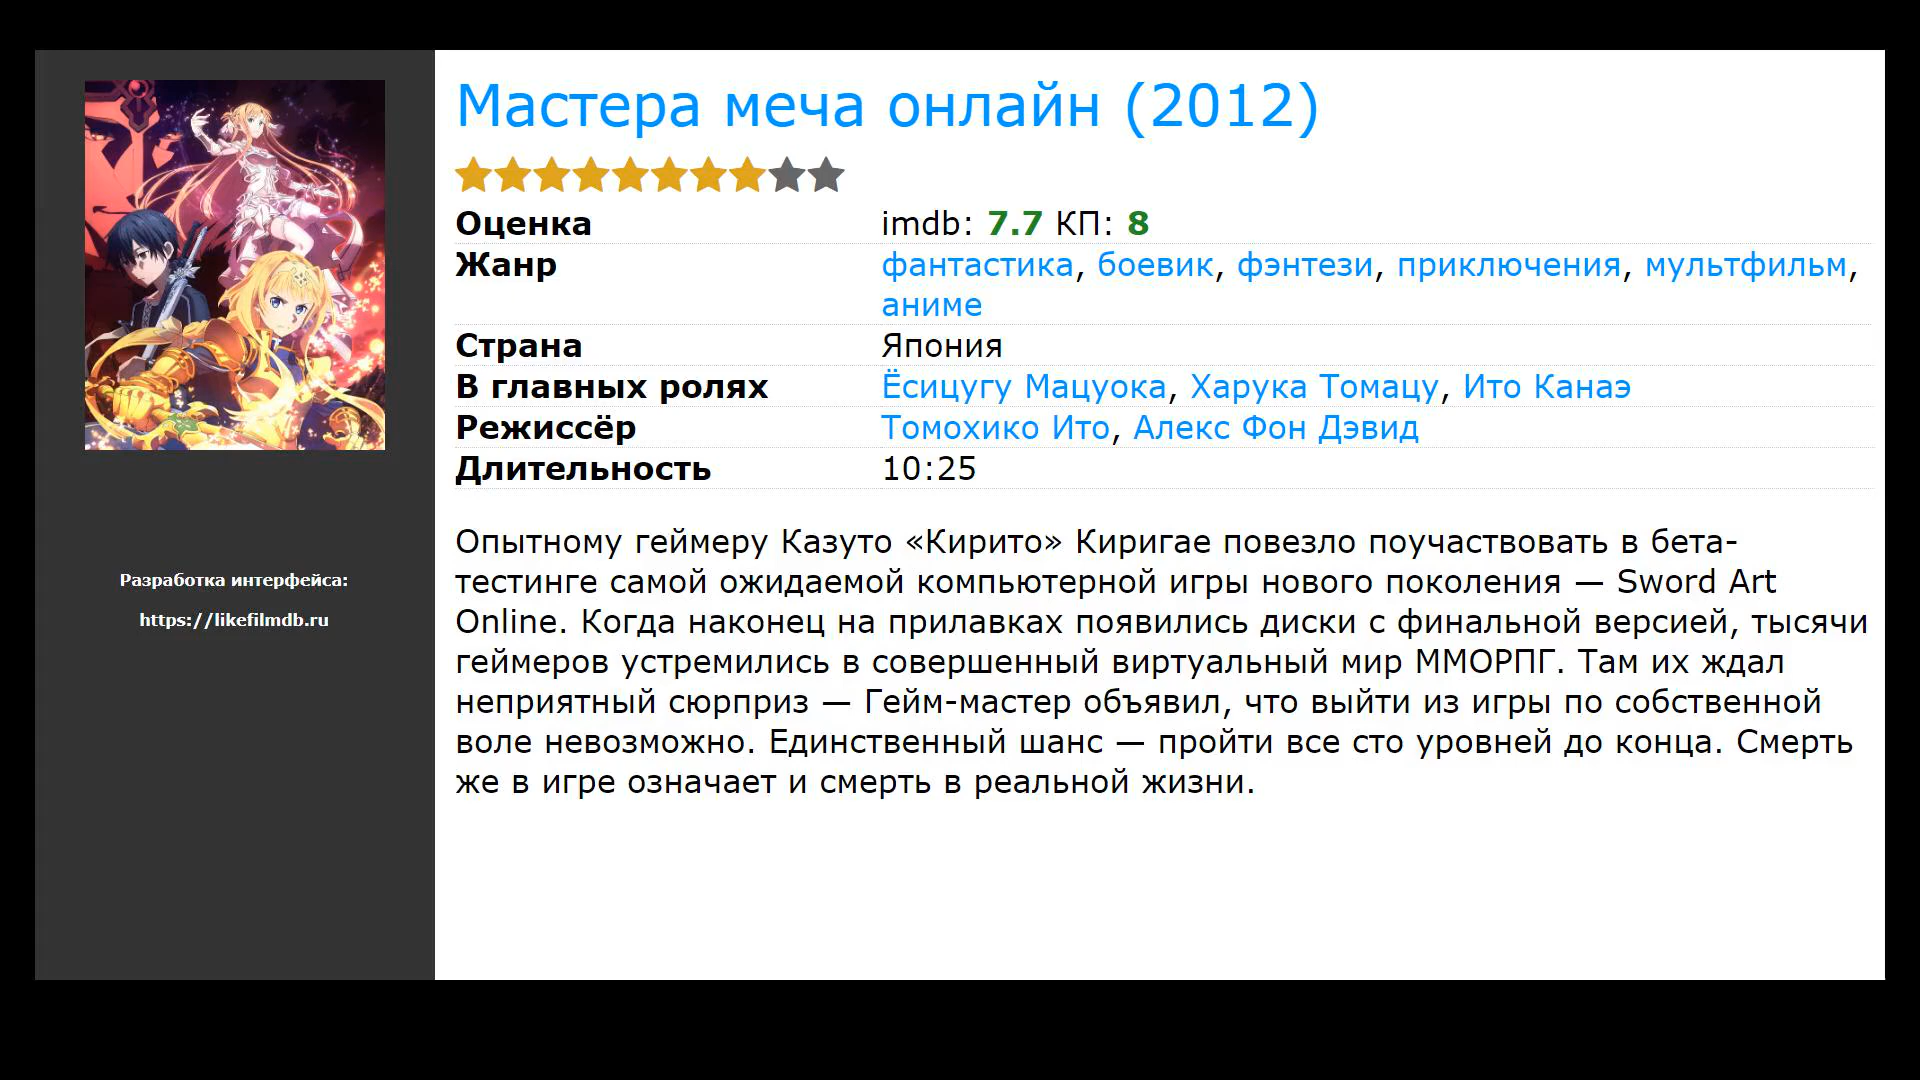 Мастера меча онлайн (2012)
Оценка imdb: 7.7 КП: 8
Жанр фантастика, боевик, фэнтези, приключения, мультфильм,
аниме
Страна Япония
В главных ролях Ёсицугу Мацуока, Харука Томацу, Ито Канаэ
Режиссёр Томохико Ито, Алекс Фон Дэвид
Длительность 10:25
Опытному геймеру Казуто «Кирито» Киригае повезло поучаствовать в бета-
тестинге самой ожидаемой компьютерной игры нового поколения — Sword Art
Online. Когда наконец на прилавках появились диски с финальной версией, тысячи
геймеров устремились в совершенный виртуальный мир ММОРПГ. Там их ждал
неприятный сюрприз — Гейм-мастер объявил, что выйти из игры по собственной
воле невозможно. Единственный шанс — пройти все сто уровней до конца. Смерть
же в игре означает и смерть в реальной жизни.
Разработка интерфейса:
https://likefilmdb.ru